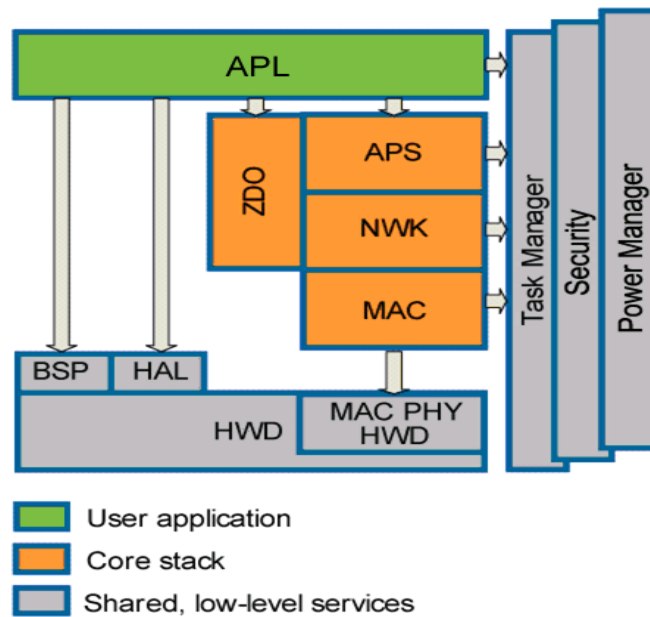 APL
ZDO
APS
NWK
MAC
BSP
HAL
HWD
MAC PHY
HWD
Task Manager
Security
Power Manager
User application
Core stack
Shared, low-level services